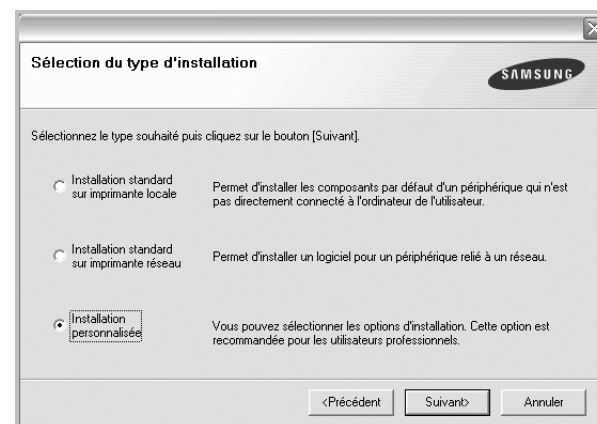 Sélection du type d'installation
SAMSUNG
Sélectionnez le type souhaité puis cliquez sur le bouton [Suivant].
Installation standard
sur imprimante locale
Permet d'installer les composants par défaut d'un périphérique qui n'est
pas directement connecté à l'ordinateur de l'utilisateur.
Installation standard
sur imprimante réseau
Permet d'installer un logiciel pour un périphérique relié à un réseau.
Installation
personnalisée
Vous pouvez sélectionner les options d'installation. Cette option est
recommandée pour les utilisateurs professionnels.
<Précédent
Suivant>
Annuler